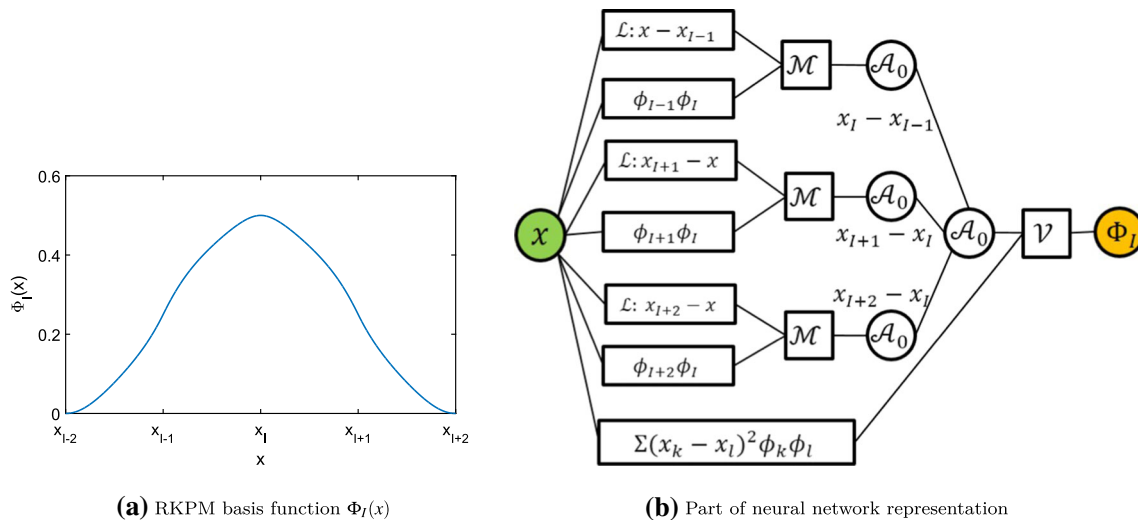 0.6
0.4
0.2
0
Φ_I(x)
x_{I-2}
x_{I-1}
x_I
x_{I+1}
x_{I+2}
x
(a) RKPM basis function Φ_I(x)
x
ℒ: x − x_{I−1}
ϕ_{I−1}ϕ_I
ℳ
𝒜_0
x_I − x_{I−1}
ℒ: x_{I+1} − x
ϕ_{I+1}ϕ_I
ℳ
𝒜_0
x_{I+1} − x_I
ℒ: x_{I+2} − x
ϕ_{I+2}ϕ_I
ℳ
𝒜_0
x_{I+2} − x_I
Σ(x_k − x_l)^2ϕ_kϕ_l
𝒜_0
𝒱
Φ_I
(b) Part of neural network representation